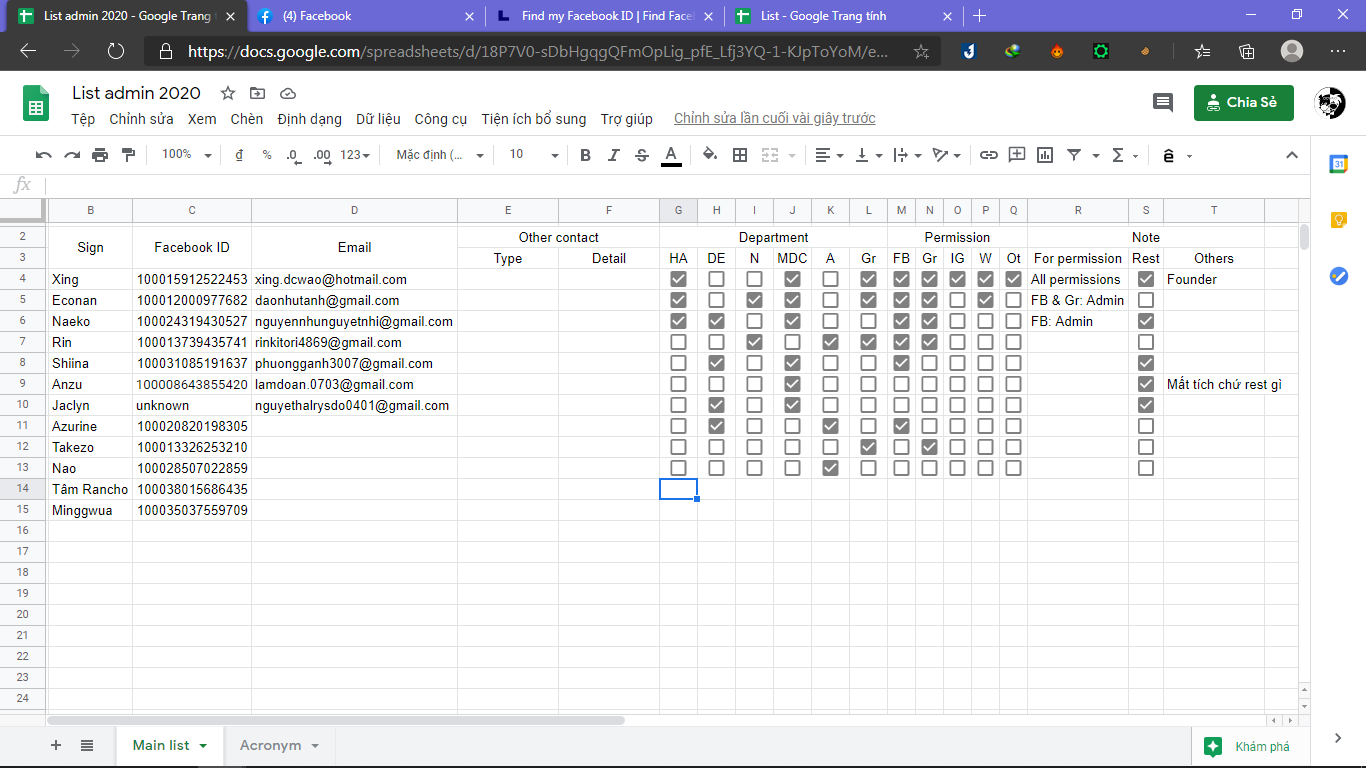 List admin 2020 - Google Trang t
(4) Facebook
Find my Facebook ID | Find Face
List - Google Trang tính
https://docs.google.com/spreadsheets/d/18P7V0-sDbHgqgQFmOpLig_pfE_Lfj3YQ-1-KJpToYoM/e...
List admin 2020
Chia Sẻ
Tệp Chỉnh sửa Xem Chèn Định dạng Dữ liệu Công cụ Tiện ích bổ sung Trợ giúp Chỉnh sửa lần cuối vài giây trước
100% đ % .0 .00 123 Mặc định (... 10 B I S A Σ ê
31
fx
B C D E F G H I J K L M N O P Q R S T
2 Sign Facebook ID Email Other contact Department Permission Note
3 Type Detail HA DE N MDC A Gr FB Gr IG W Ot For permission Rest Others
4 Xing 100015912522453 xing.dcwao@hotmail.com All permissions Founder
5 Econan 100012000977682 daonhutanh@gmail.com FB & Gr: Admin
6 Naeko 100024319430527 nguyennhunguyetnhi@gmail.com FB: Admin
7 Rin 100013739435741 rinkitori4869@gmail.com
8 Shiina 100031085191637 phuongganh3007@gmail.com
9 Anzu 100008643855420 lamdoan.0703@gmail.com Mất tích chứ rest gì
10 Jaclyn unknown nguyethalrysdo0401@gmail.com
11 Azurine 100020820198305
12 Takezo 100013326253210
13 Nao 100028507022859
14 Tâm Rancho 100038015686435
15 Minggwua 100035037559709
16
17
18
19
20
21
22
23
24
Main list Acronym Khám phá